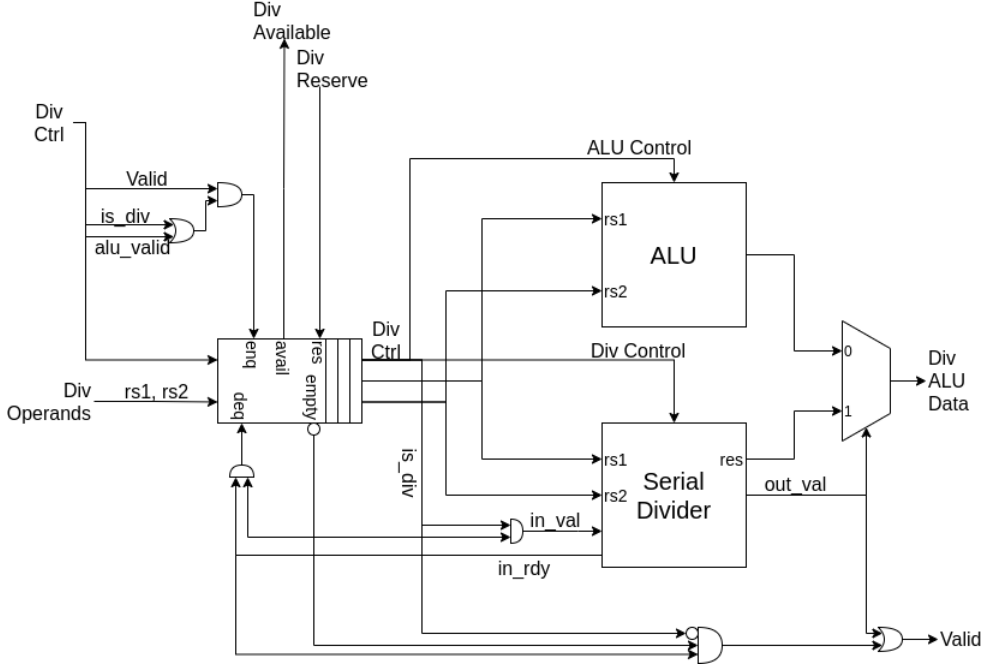 Div
Available
Div
Reserve
Div
Ctrl
Valid
is_div
alu_valid
ALU Control
rs1
ALU
rs2
enq
avail
res
Div
Ctrl
Div Control
0
Div
ALU
Data
Div
Operands
rs1, rs2
deq
empty
1
is_div
rs1
res
Serial
Divider
rs2
out_val
in_val
in_rdy
Valid